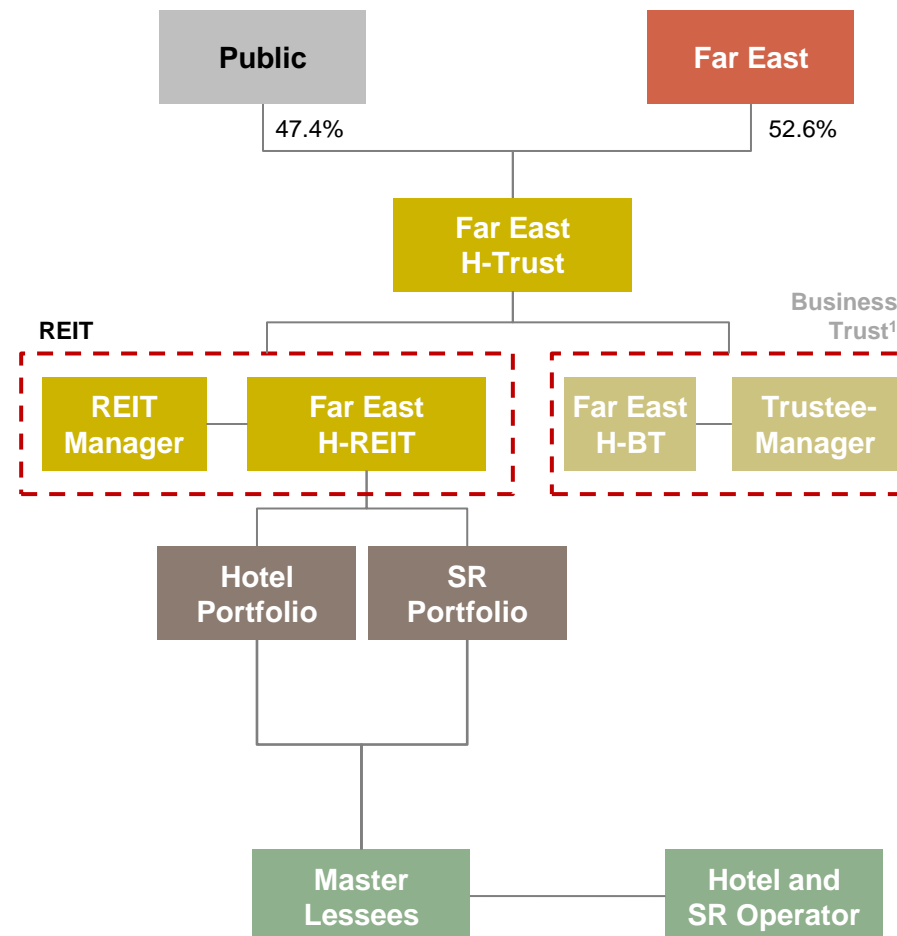 Public
Far East
47.4%
52.6%
Far East
H-Trust
Business
Trust¹
REIT
REIT
Manager
Far East
H-REIT
Far East
H-BT
Trustee-
Manager
Hotel
Portfolio
SR
Portfolio
Master
Lessees
Hotel and
SR Operator